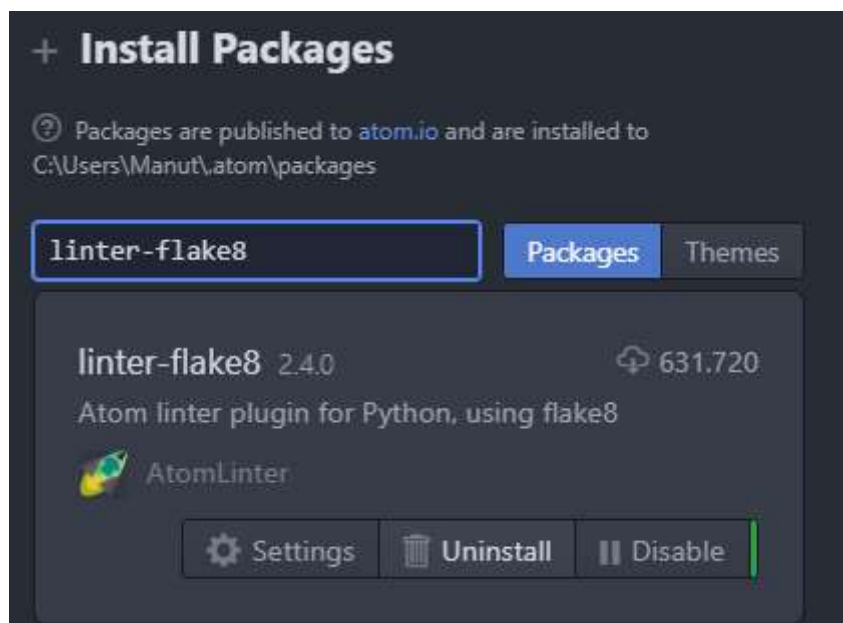 + Install Packages
Packages are published to atom.io and are installed to
C:\Users\Manut\.atom\packages
linter-flake8 Packages Themes
linter-flake8 2.4.0 631.720
Atom linter plugin for Python, using flake8
AtomLinter
Settings Uninstall Disable